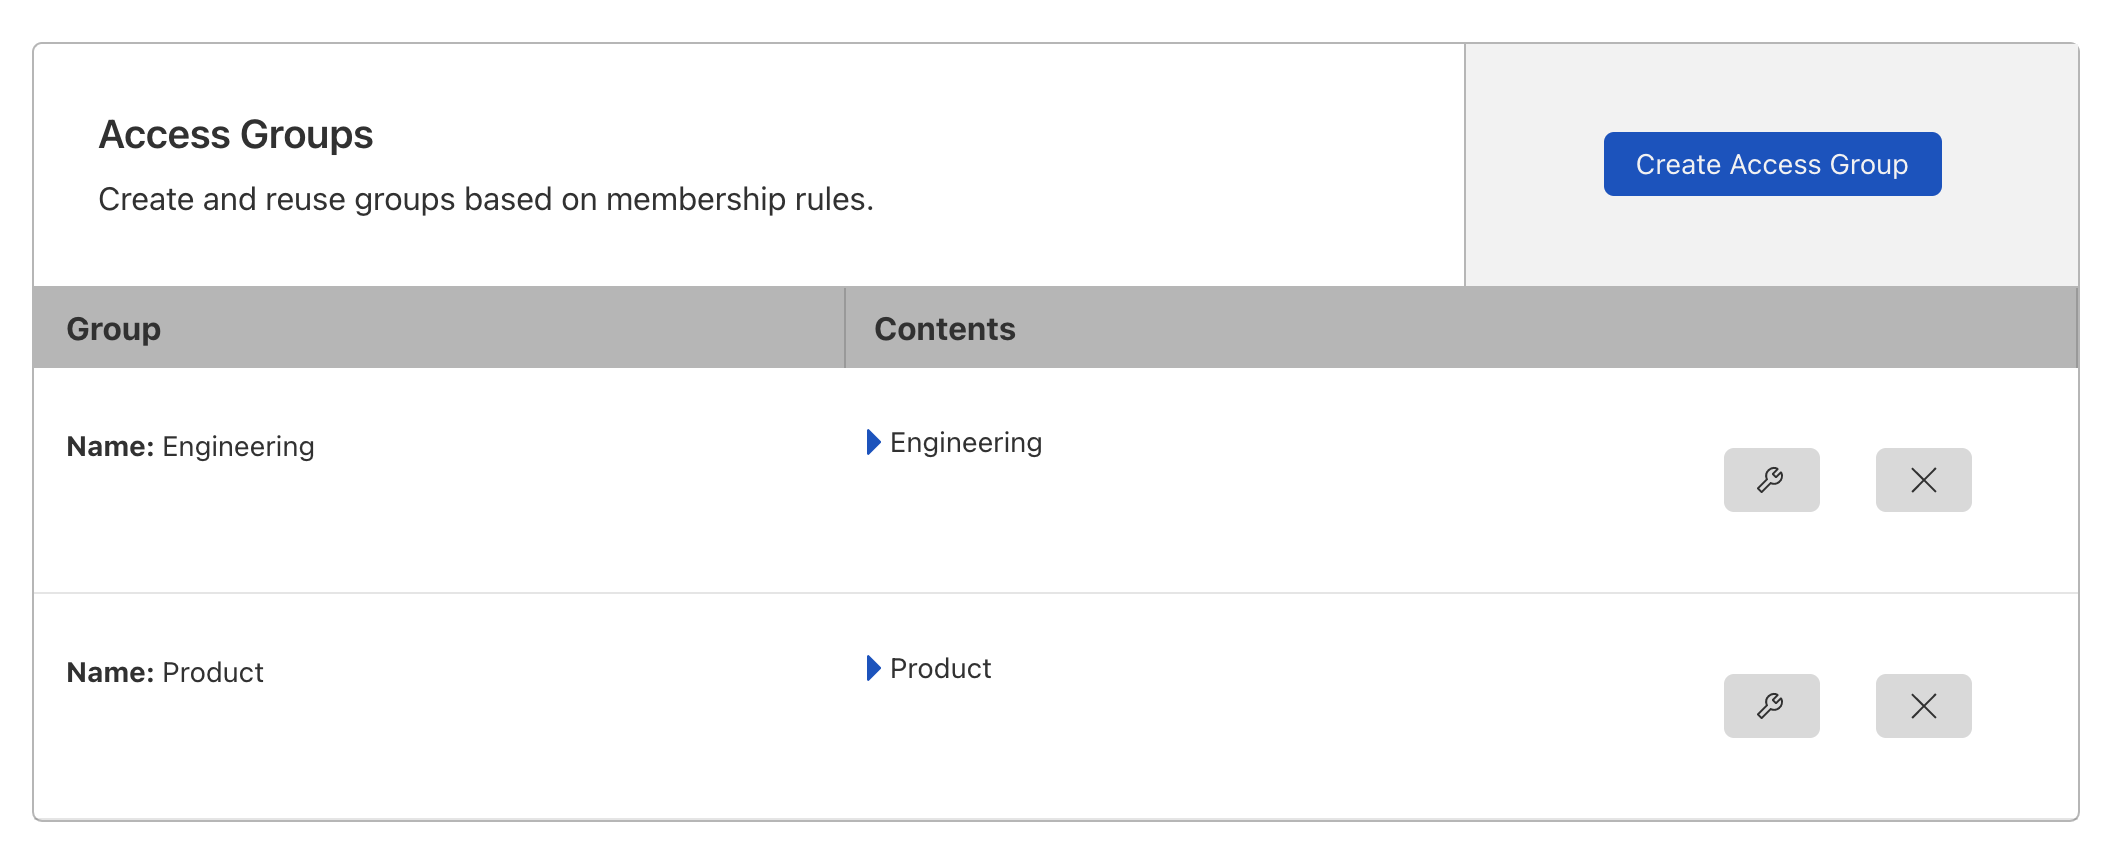 Access Groups
Create and reuse groups based on membership rules.
Create Access Group
Group
Contents
Name: Engineering
Engineering
Name: Product
Product